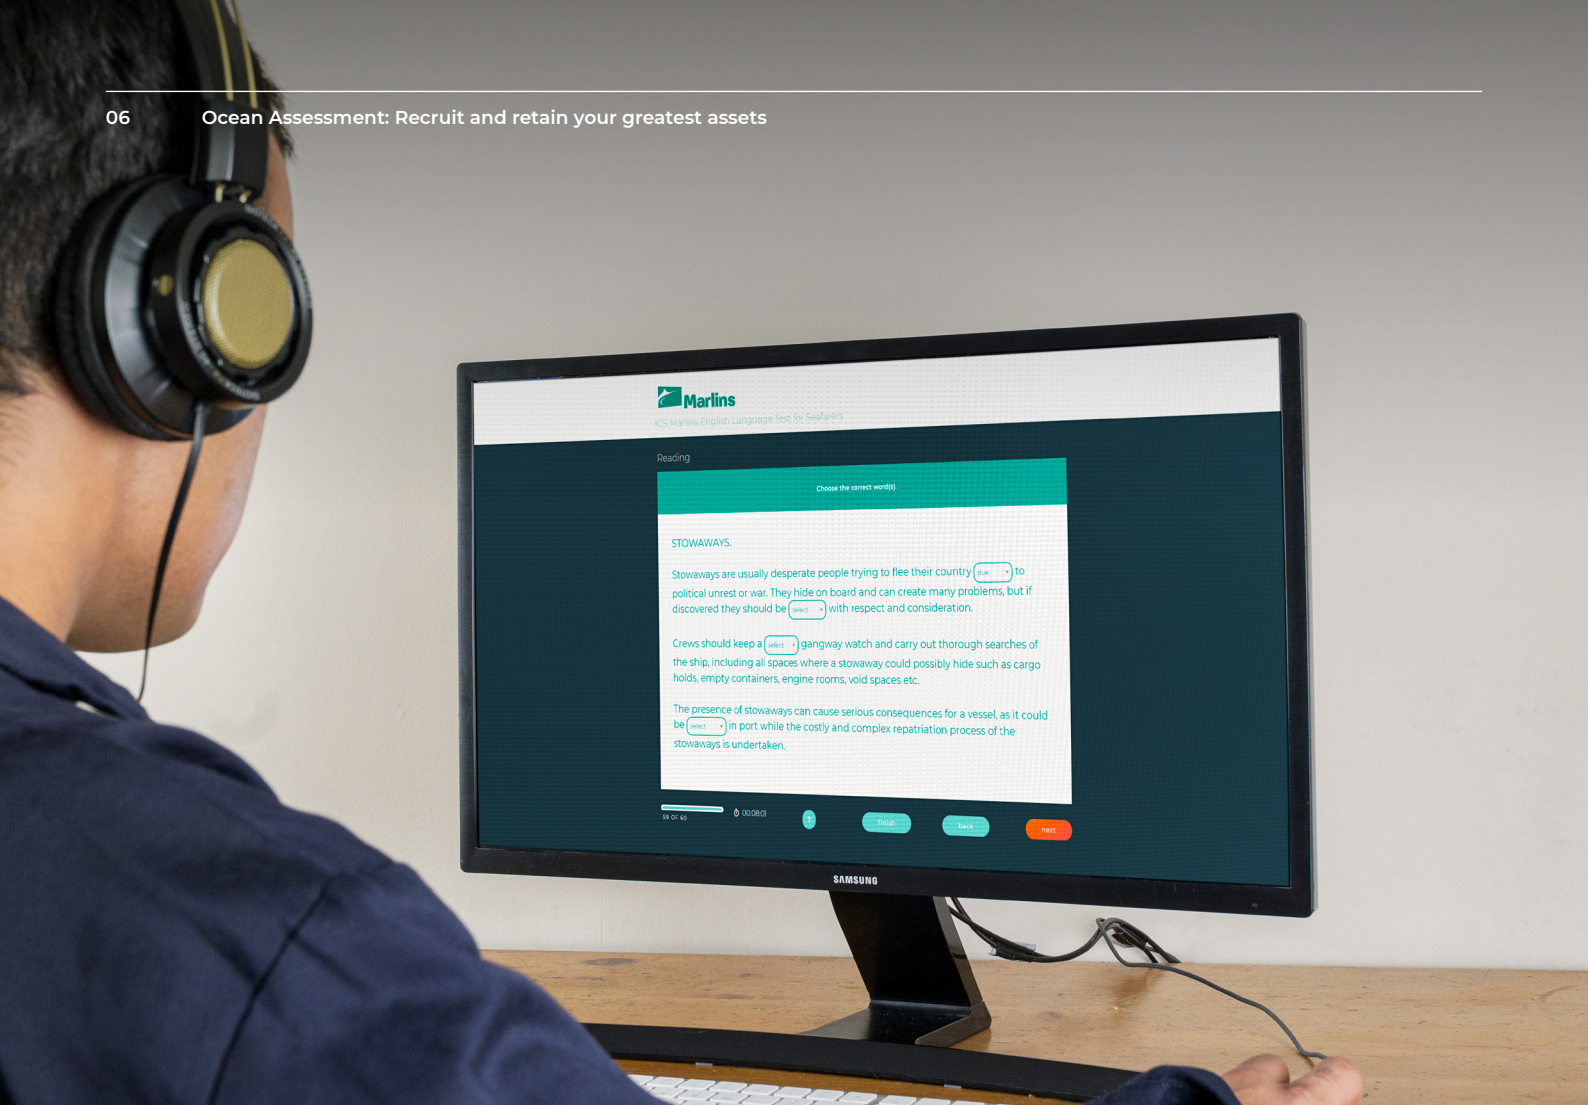 06 Ocean Assessment: Recruit and retain your greatest assets
Marlins
ICS Marlins English Language Test for Seafarers
Reading
Choose the correct word(s).
STOWAWAYS.
Stowaways are usually desperate people trying to flee their country due to
political unrest or war. They hide on board and can create many problems, but if
discovered they should be select with respect and consideration.
Crews should keep a select gangway watch and carry out thorough searches of
the ship, including all spaces where a stowaway could possibly hide such as cargo
holds, empty containers, engine rooms, void spaces etc.
The presence of stowaways can cause serious consequences for a vessel, as it could
be select in port while the costly and complex repatriation process of the
stowaways is undertaken.
59 OF 60 00:08:01 ? finish back next
SAMSUNG